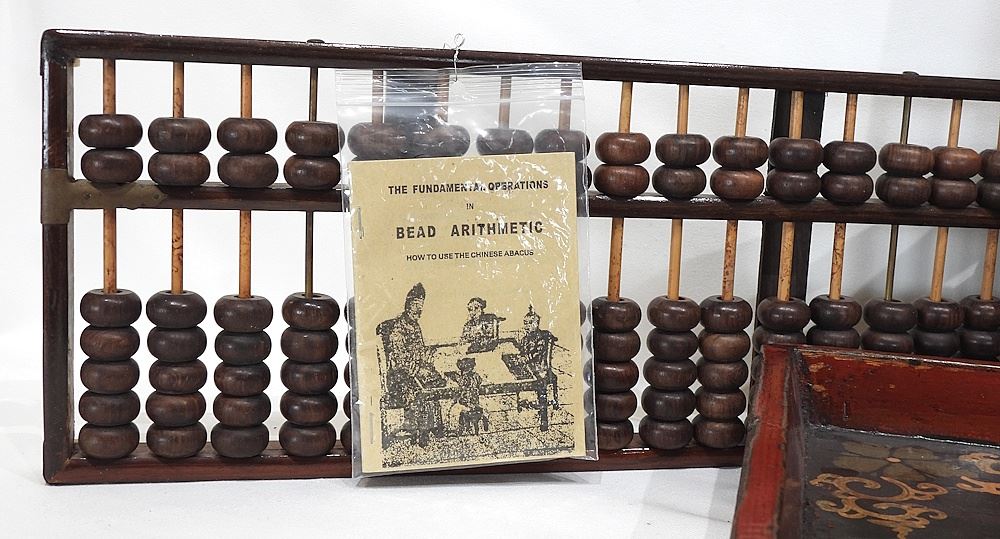 THE FUNDAMENTAL OPERATIONS
IN
BEAD ARITHMETIC
HOW TO USE THE CHINESE ABACUS